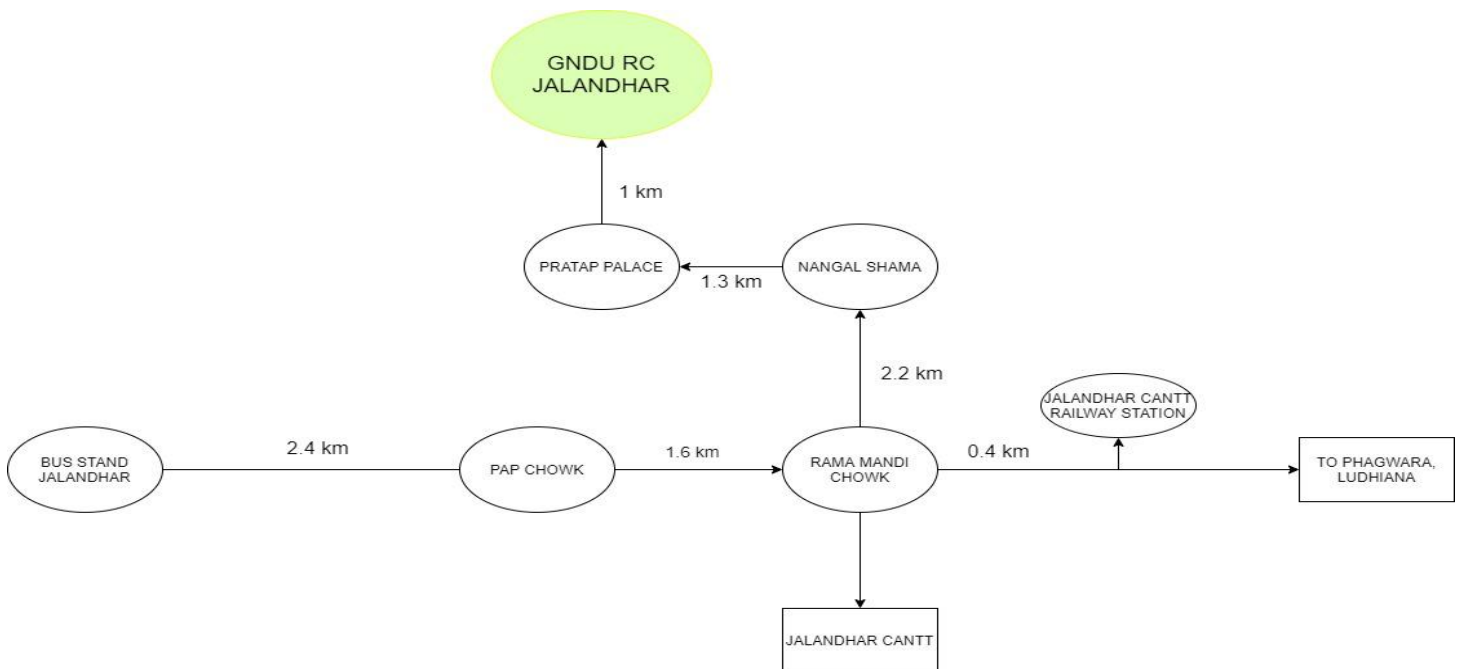 GNDU RC
JALANDHAR
1 km
PRATAP PALACE
1.3 km
NANGAL SHAMA
2.2 km
JALANDHAR CANTT
RAILWAY STATION
BUS STAND
JALANDHAR
2.4 km
PAP CHOWK
1.6 km
RAMA MANDI
CHOWK
0.4 km
TO PHAGWARA,
LUDHIANA
JALANDHAR CANTT